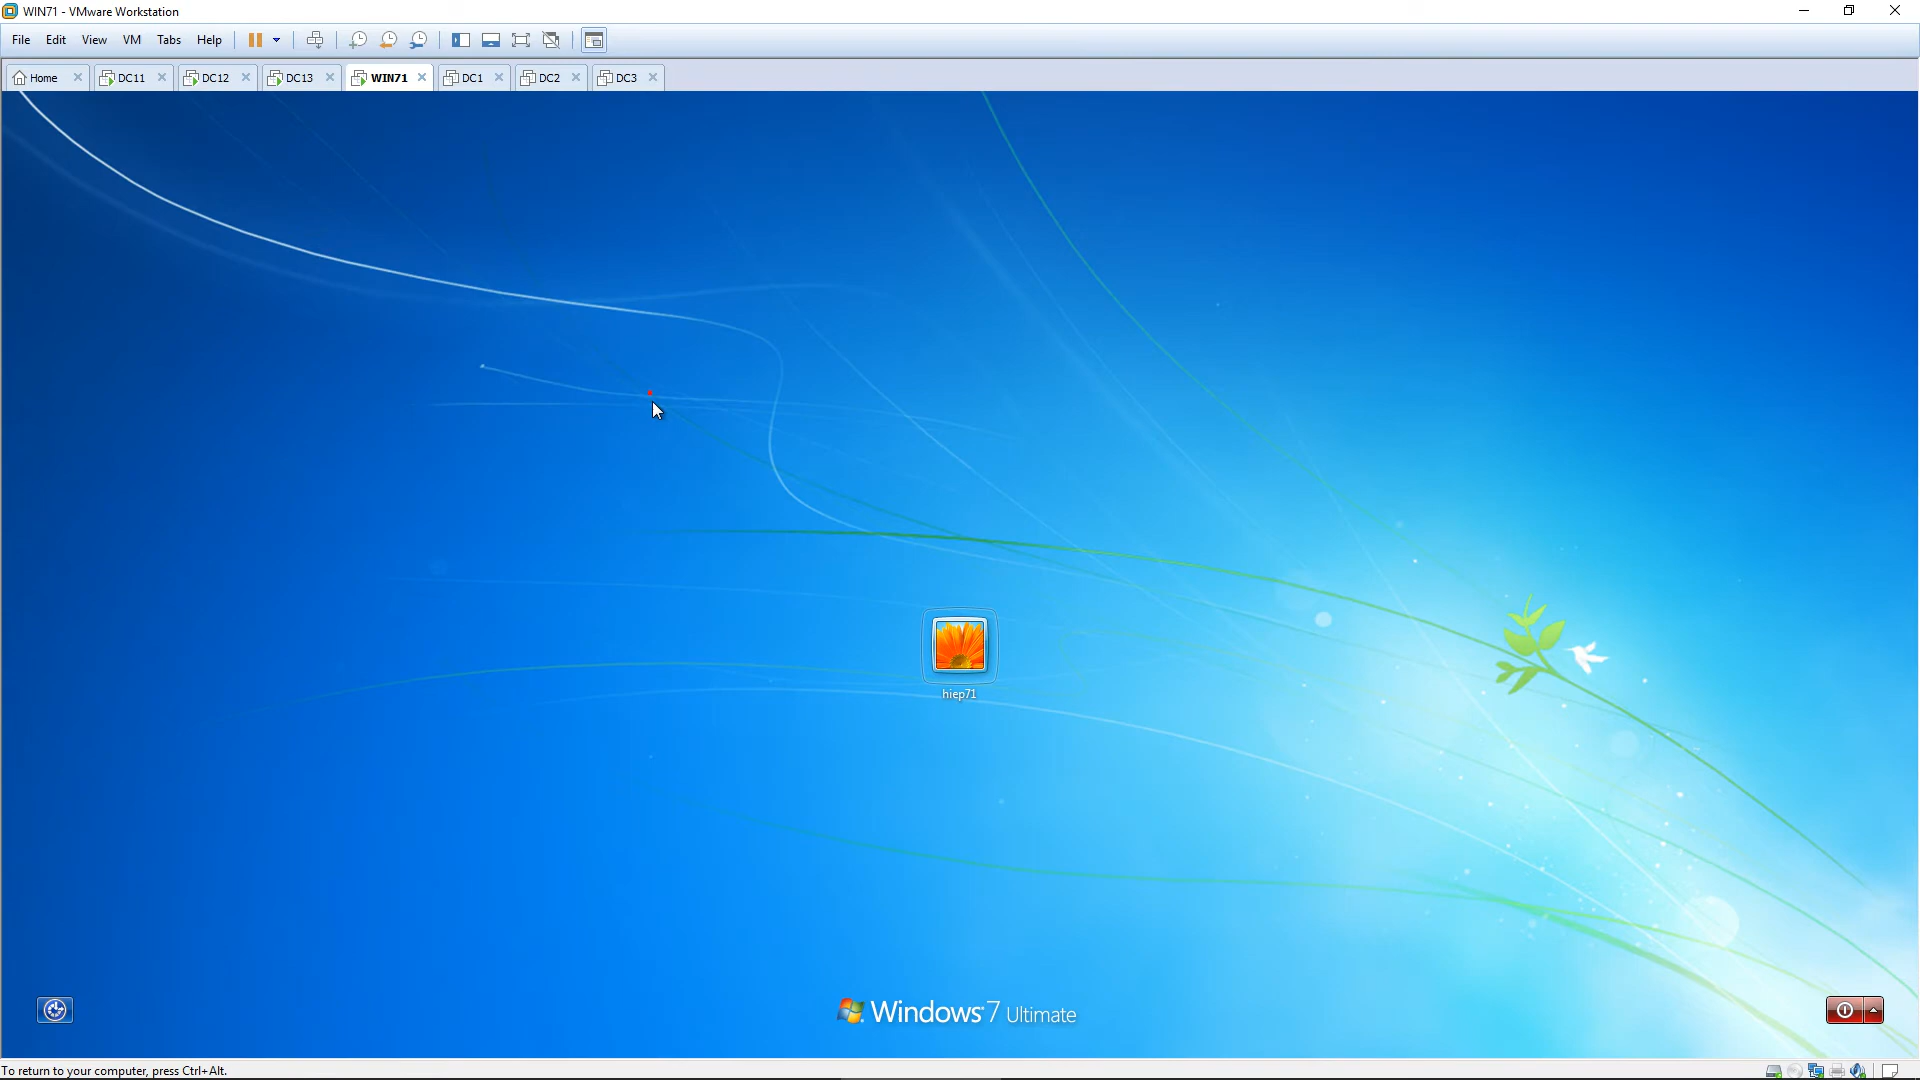 WIN71 - VMware Workstation
File Edit View VM Tabs Help
Home DC11 DC12 DC13 WIN71 DC1 DC2 DC3
hiep71
Windows 7 Ultimate
To return to your computer, press Ctrl+Alt.